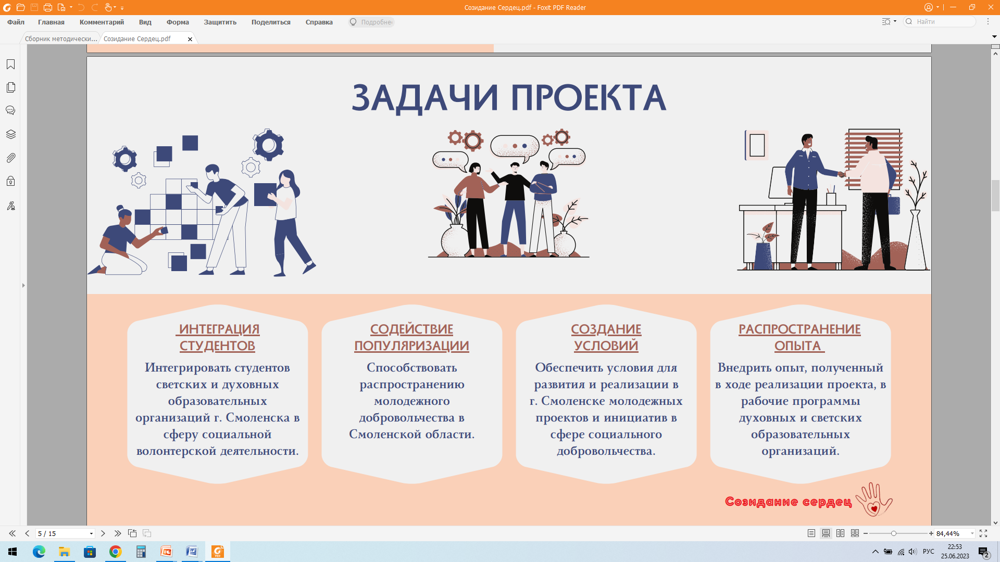 Созидание Сердец.pdf - Foxit PDF Reader
Файл Главная Комментарий Вид Форма Защитить Поделиться Справка Подробнее Найти
Сборник методически... Созидание Сердец.pdf
ЗАДАЧИ ПРОЕКТА
ИНТЕГРАЦИЯ
СТУДЕНТОВ
Интегрировать студентов
светских и духовных
образовательных
организаций г. Смоленска в
сферу социальной
волонтерской деятельности.
СОДЕЙСТВИЕ
ПОПУЛЯРИЗАЦИИ
Способствовать
распространению
молодежного
добровольчества в
Смоленской области.
СОЗДАНИЕ
УСЛОВИЙ
Обеспечить условия для
развития и реализации в
г. Смоленске молодежных
проектов и инициатив в
сфере социального
добровольчества.
РАСПРОСТРАНЕНИЕ
ОПЫТА
Внедрить опыт, полученный
в ходе реализации проекта, в
рабочие программы
духовных и светских
образовательных
организаций.
Созидание сердец
5 / 15
84,44%
РУС
22:53
25.06.2023
2